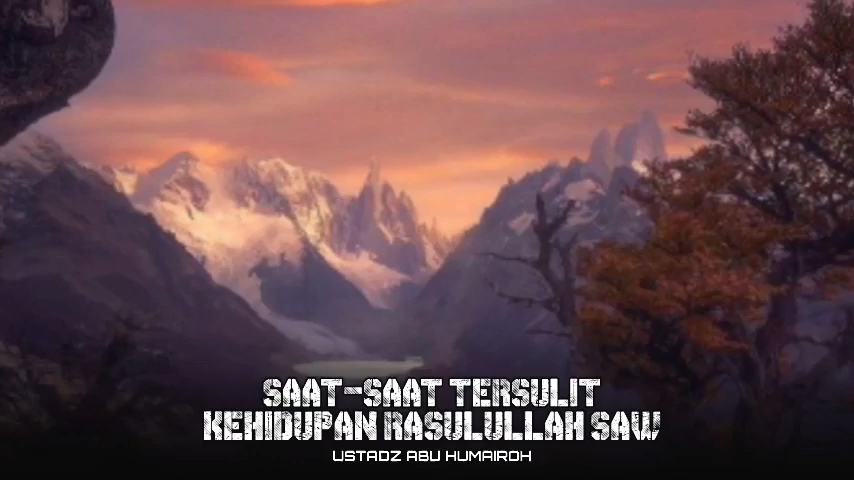 SAAT-SAAT TERSULIT
KEHIDUPAN RASULULLAH SAW
USTADZ ABU HUMAIROH